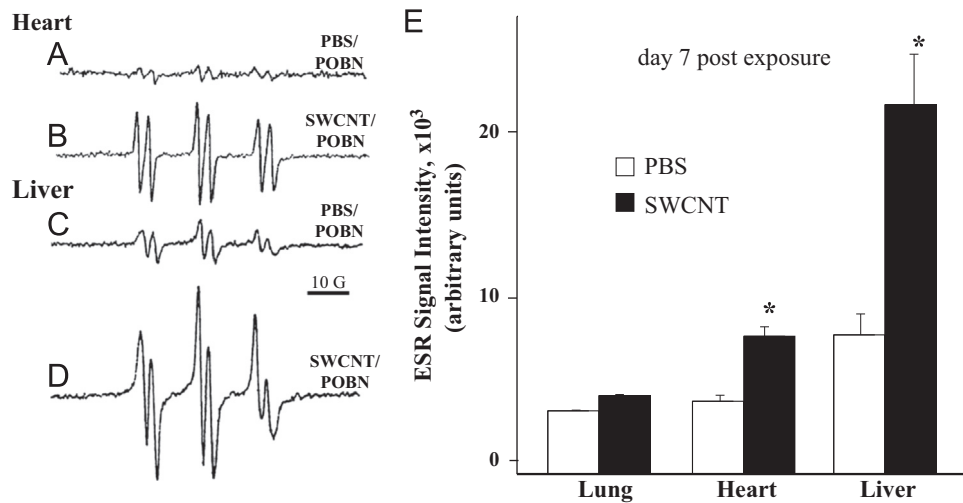 Heart
A
PBS/
POBN
B
SWCNT/
POBN
Liver
C
PBS/
POBN
10 G
D
SWCNT/
POBN
E
ESR Signal Intensity, x10³
(arbitrary units)
20
10
0
day 7 post exposure
PBS
SWCNT
*
*
Lung
Heart
Liver